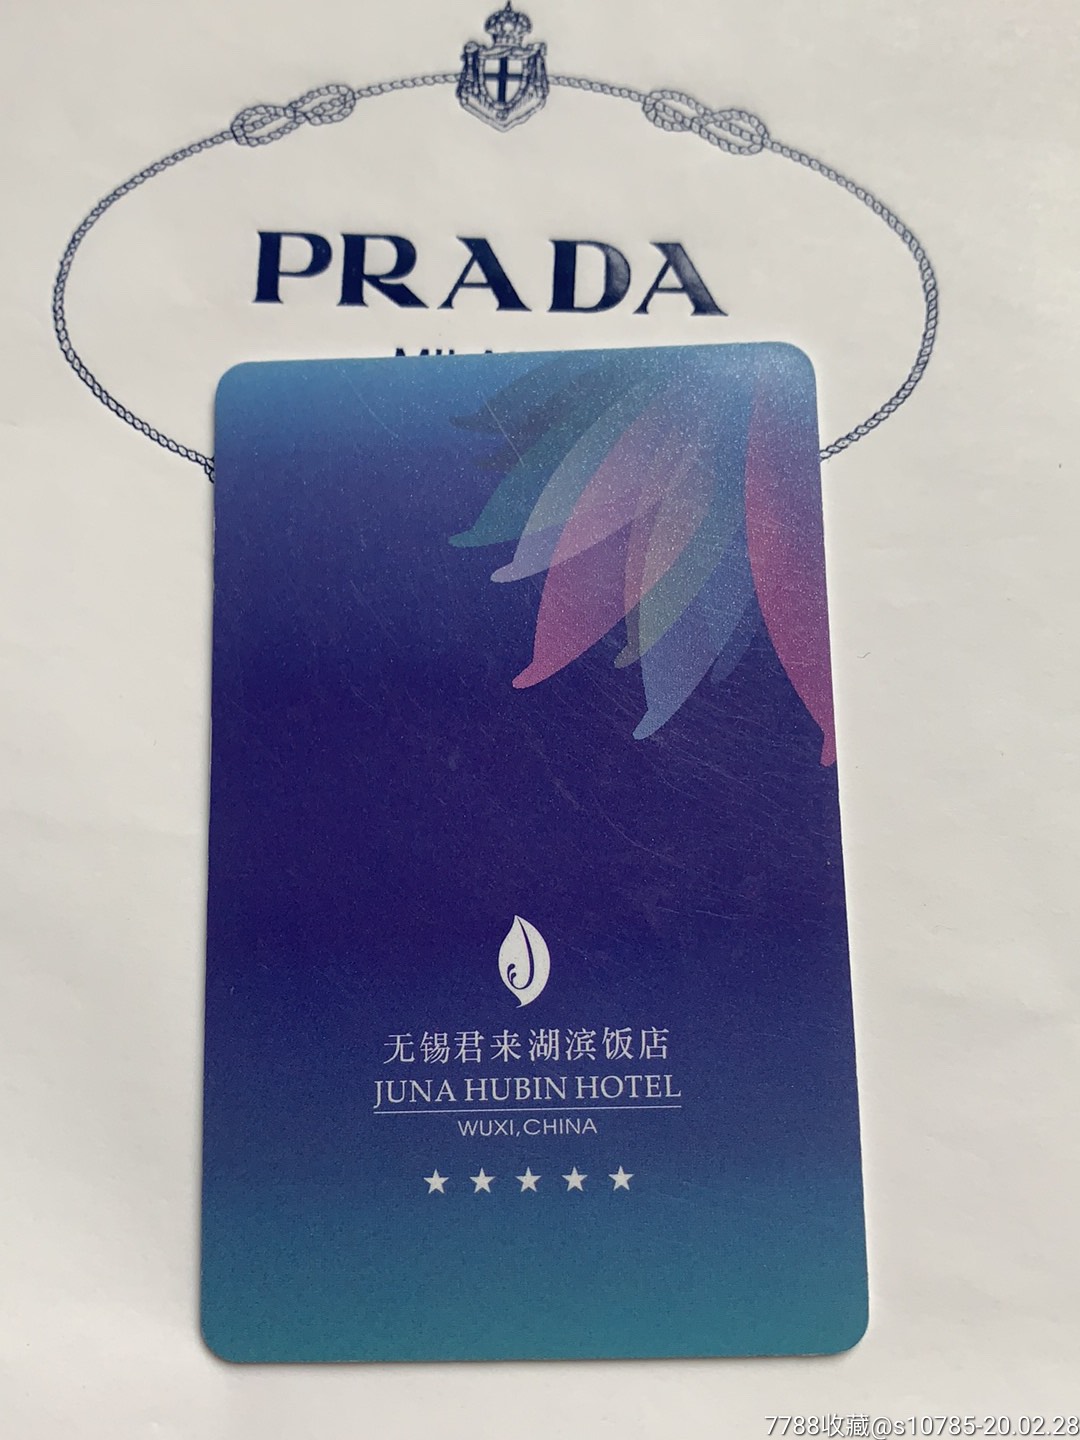 PRADA
无锡君来湖滨饭店
JUNA HUBIN HOTEL
WUXI, CHINA
7788收藏@s10785-20.02.28